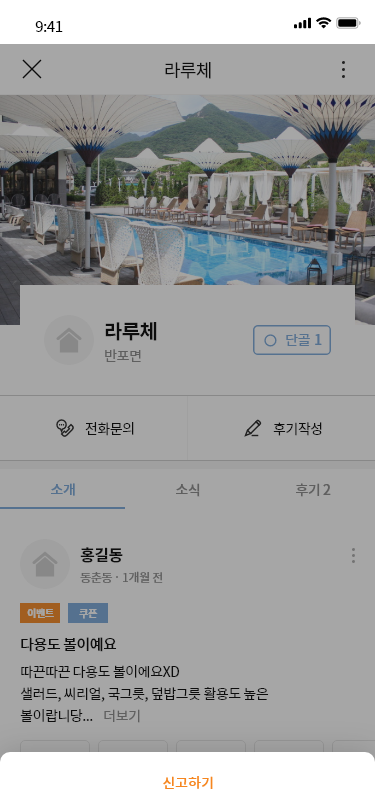 9:41
라루체
라루체
반포면
단골 1
전화문의
후기작성
소개
소식
후기 2
홍길동
동춘동 · 1개월 전
이벤트
쿠폰
다용도 볼이예요
따끈따끈 다용도 볼이에요XD
샐러드, 씨리얼, 국그릇, 덮밥그릇 활용도 높은
볼이랍니당... 더보기
신고하기